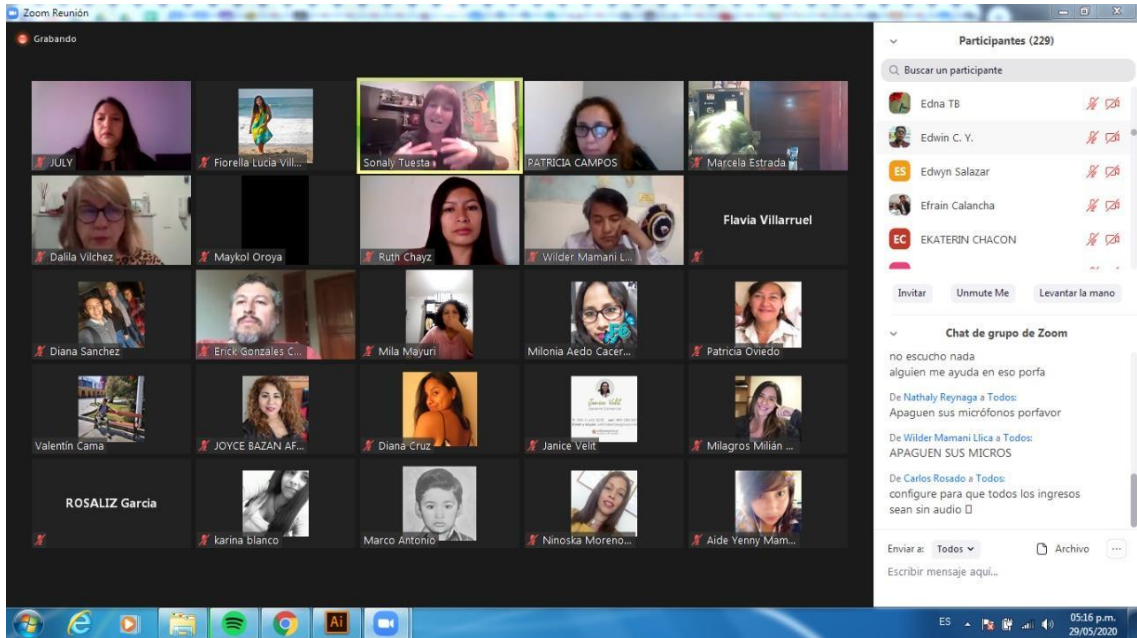 Zoom Reunión
Grabando
JULY
Fiorella Lucia Vill...
Sonaly Tuesta
PATRICIA CAMPOS
Marcela Estrada
Dalila Vilchez
Maykol Oroya
Ruth Chayz
Wilder Mamani L...
Flavia Villarruel
Diana Sanchez
Erick Gonzales C...
Mila Mayuri
Milonia Aedo Cacer...
Patricia Oviedo
Valentín Cama
JOYCE BAZAN AF...
Diana Cruz
Janice Velit
Janice Velit
Milagros Milián ...
ROSALIZ Garcia
karina blanco
Marco Antonio
Ninoska Moreno...
Aide Yenny Mam...
Participantes (229)
Buscar un participante
Edna TB
Edwin C. Y.
ES Edwyn Salazar
Efrain Calancha
EC EKATERIN CHACON
Invitar Unmute Me Levantar la mano
Chat de grupo de Zoom
no escucho nada
alguien me ayuda en eso porfa
De Nathaly Reynaga a Todos:
Apaguen sus micrófonos porfavor
De Wilder Mamani Llica a Todos:
APAGUEN SUS MICROS
De Carlos Rosado a Todos:
configure para que todos los ingresos
sean sin audio
Enviar a: Todos Archivo ...
Escribir mensaje aquí...
Ai
ES
05:16 p.m.
29/05/2020